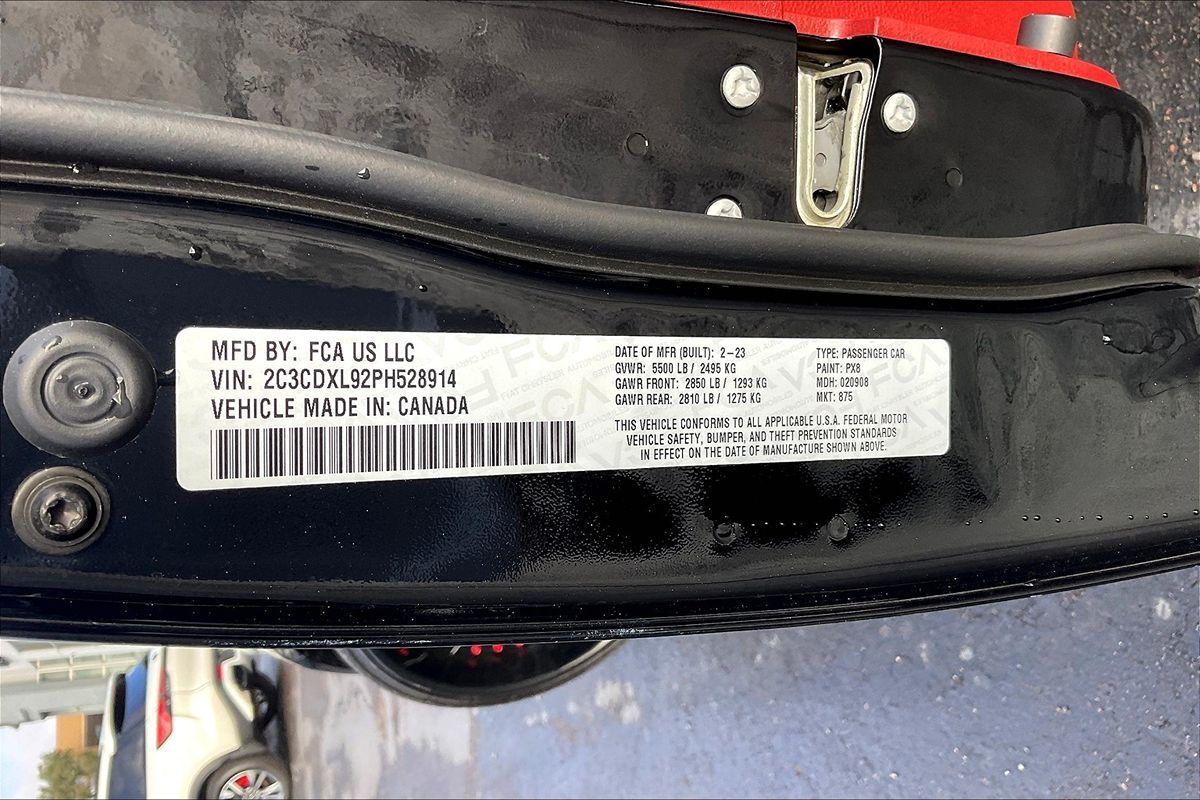 MFD BY: FCA US LLC
VIN: 2C3CDXL92PH528914
VEHICLE MADE IN: CANADA
DATE OF MFR (BUILT): 2-23
GVWR: 5500 LB / 2495 KG
GAWR FRONT: 2850 LB / 1293 KG
GAWR REAR: 2810 LB / 1275 KG
TYPE: PASSENGER CAR
PAINT: PX8
MDH: 020908
MKT: 875
THIS VEHICLE CONFORMS TO ALL APPLICABLE U.S.A. FEDERAL MOTOR
VEHICLE SAFETY, BUMPER, AND THEFT PREVENTION STANDARDS
IN EFFECT ON THE DATE OF MANUFACTURE SHOWN ABOVE.